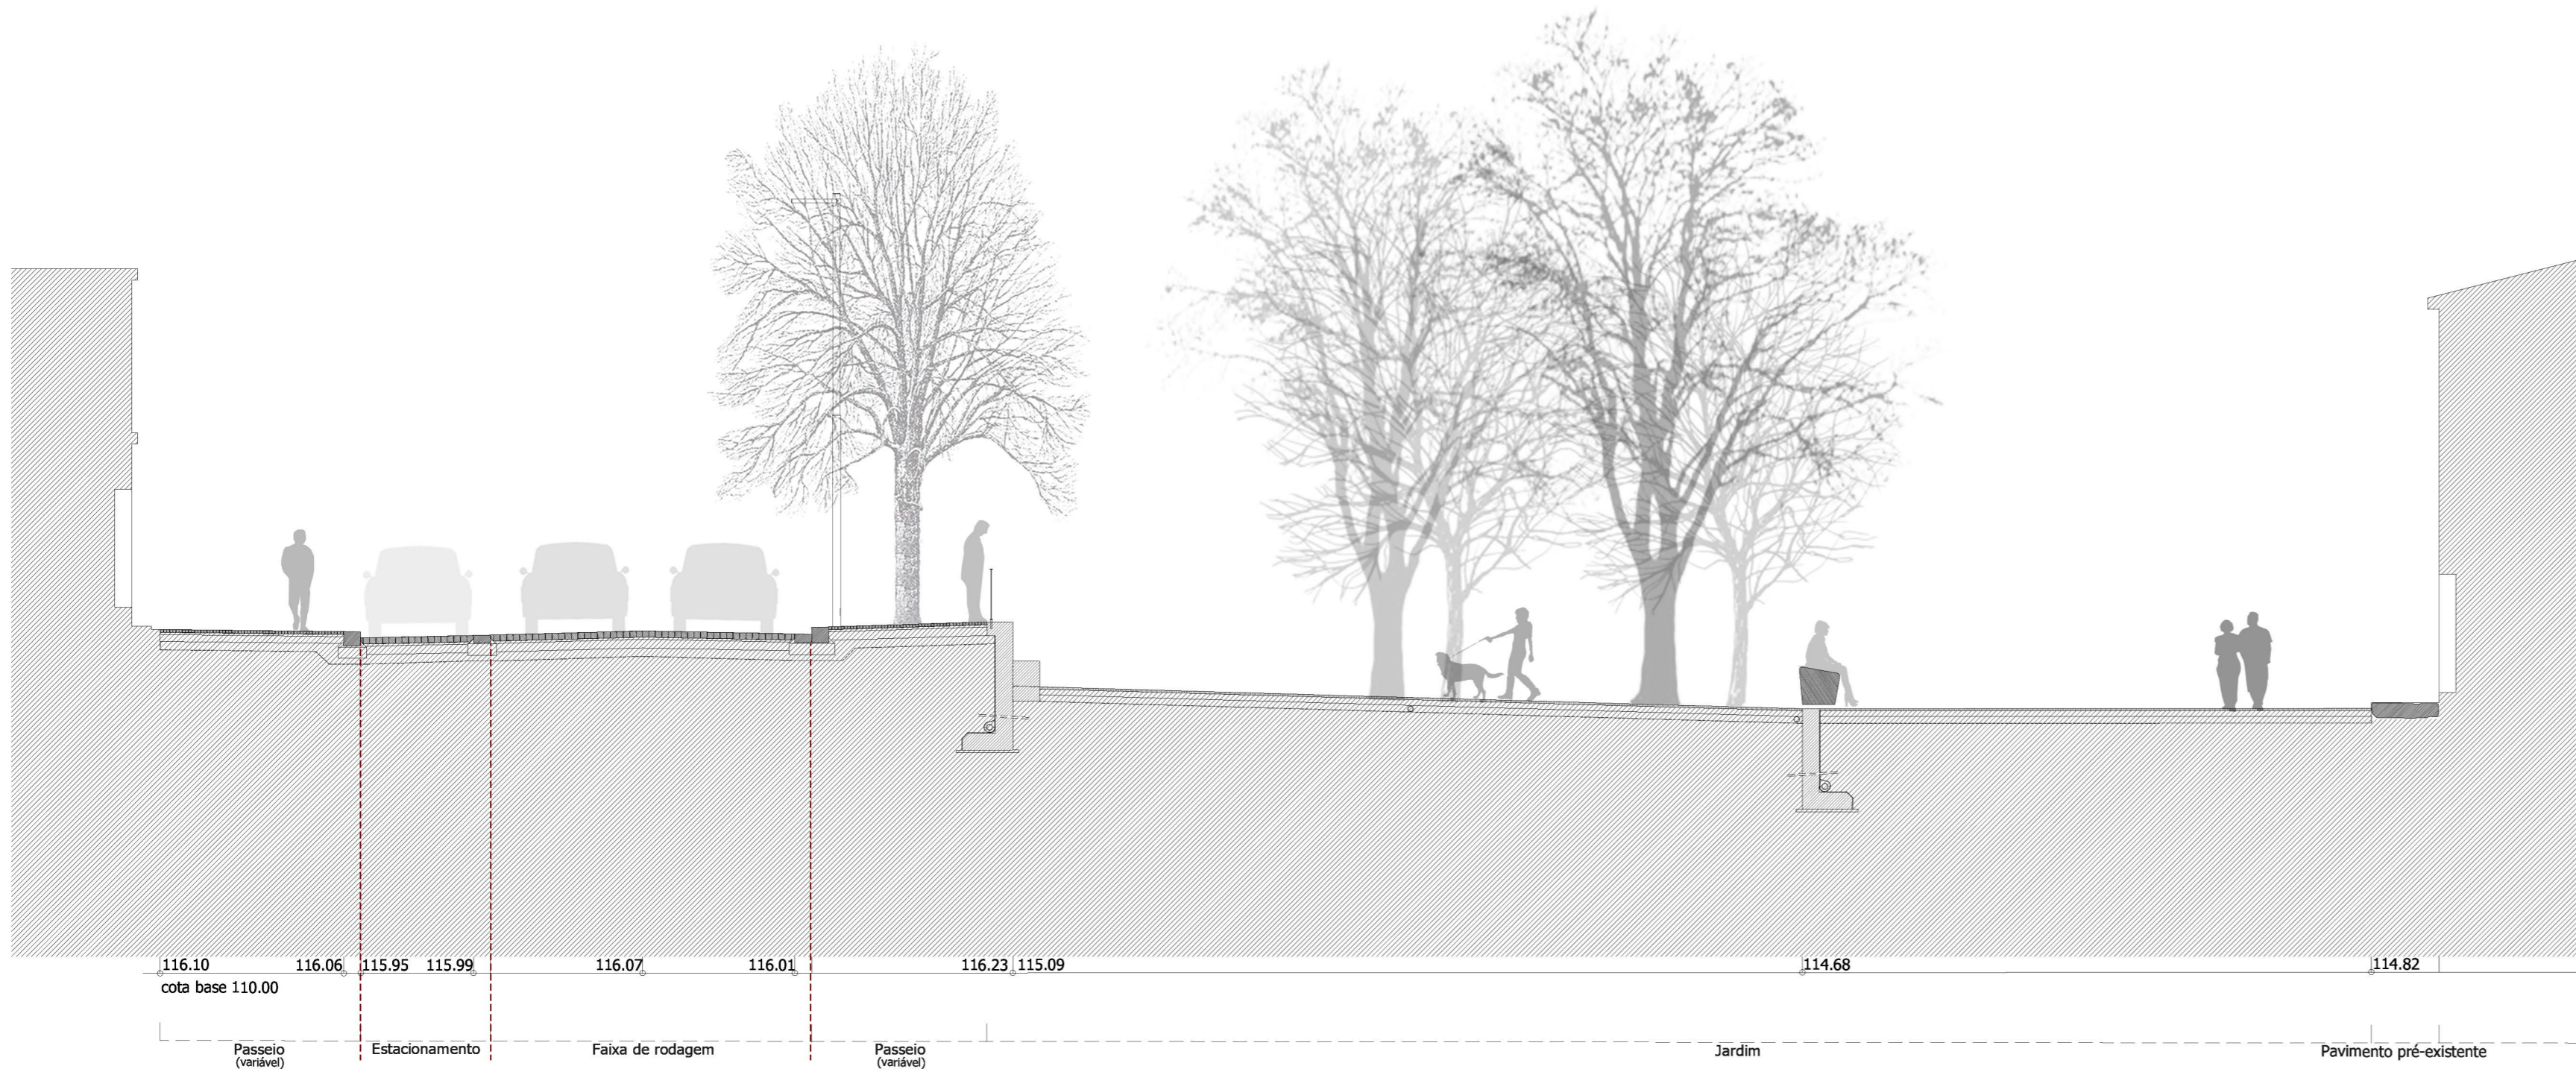 116.10 116.06 115.95 115.99 116.07 116.01 116.23 115.09 114.68 114.82
cota base 110.00
Passeio Estacionamento Faixa de rodagem Passeio Jardim Pavimento pré-existente
(variável) (variável)